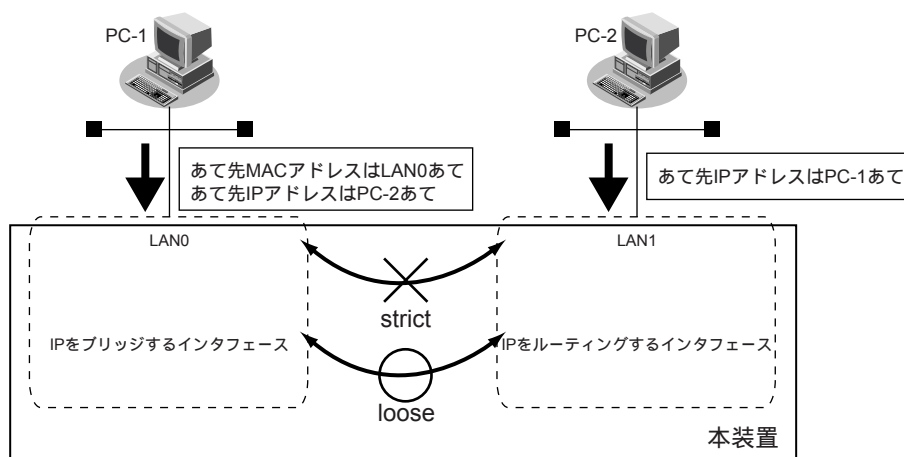 PC-1
PC-2
あて先MACアドレスはLAN0あて
あて先IPアドレスはPC-2あて
あて先IPアドレスはPC-1あて
LAN0
LAN1
strict
IPをブリッジするインタフェース
IPをルーティングするインタフェース
loose
本装置